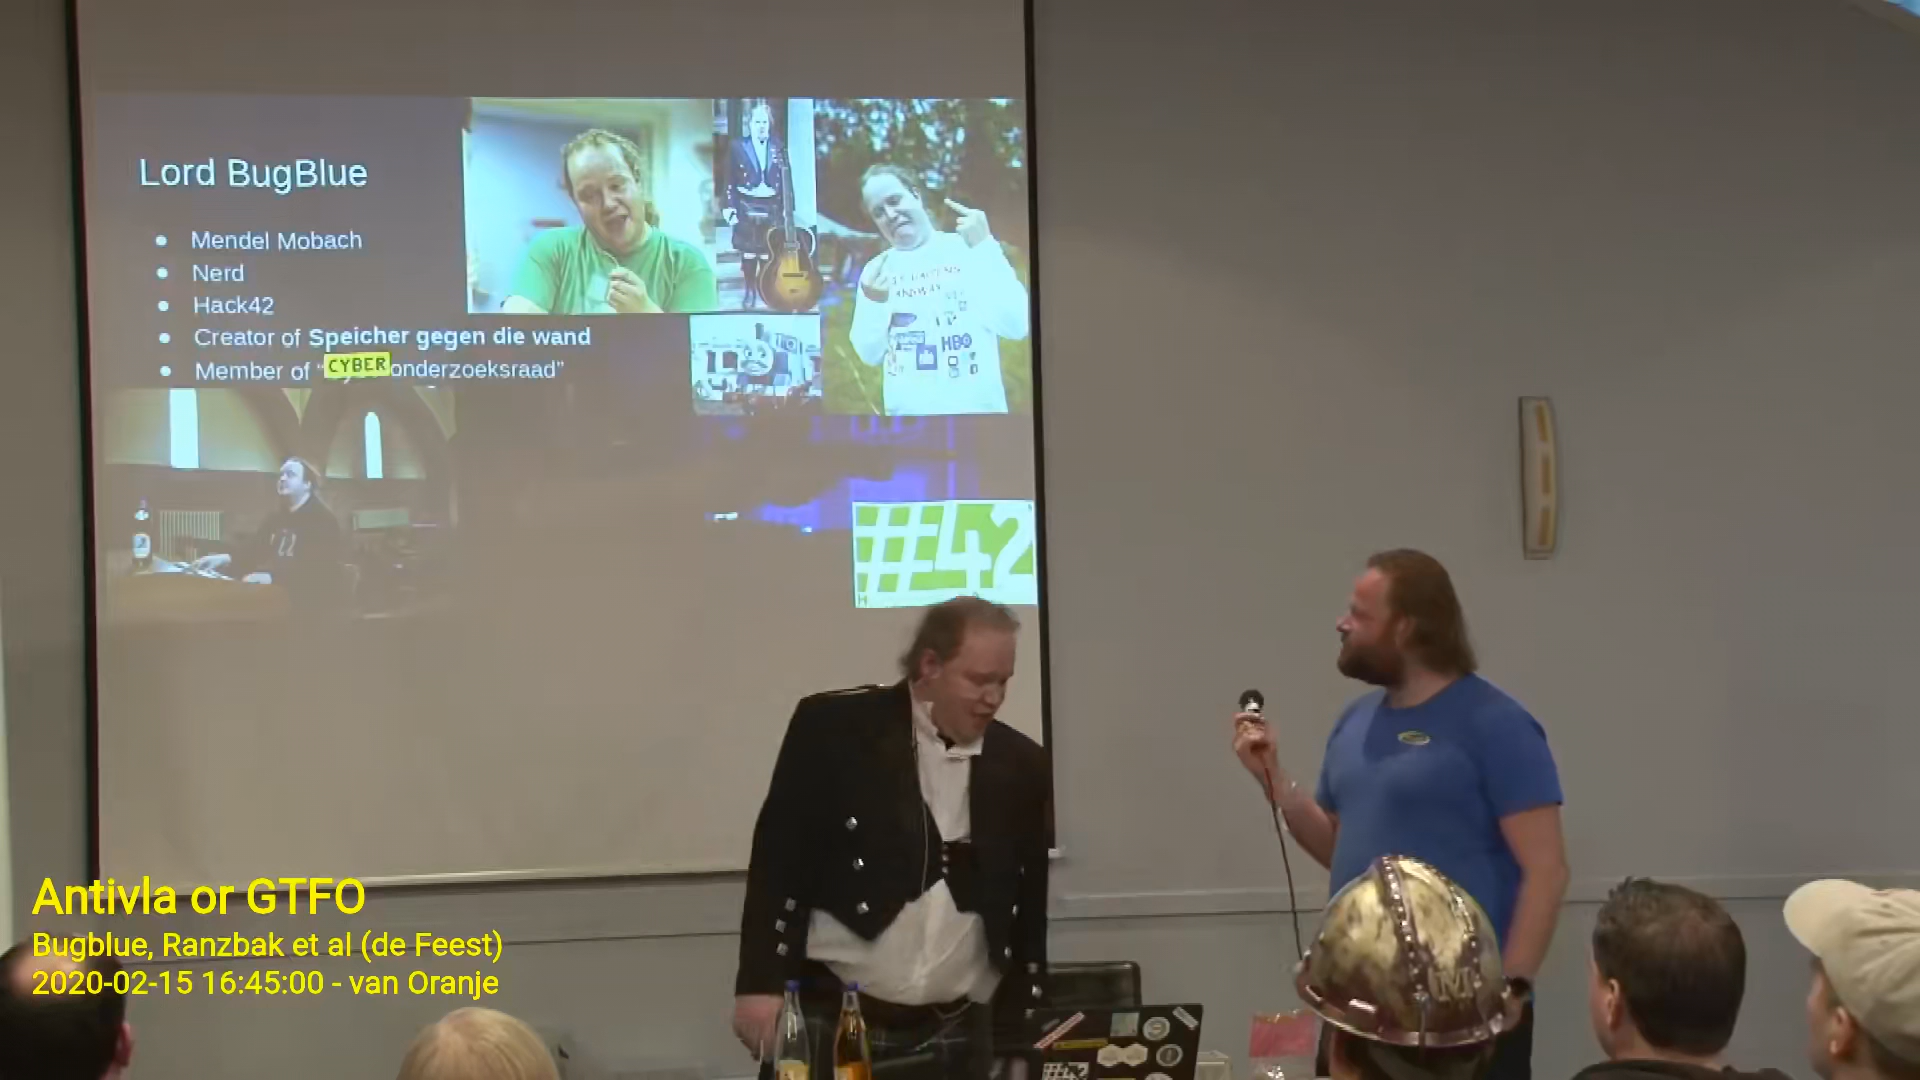 Lord BugBlue
Mendel Mobach
Nerd
Hack42
Creator of Speicher gegen die wand
Member of “CYBER onderzoeksraad”
HBO
#42
Antivla or GTFO
Bugblue, Ranzbak et al (de Feest)
2020-02-15 16:45:00 - van Oranje
M
#42